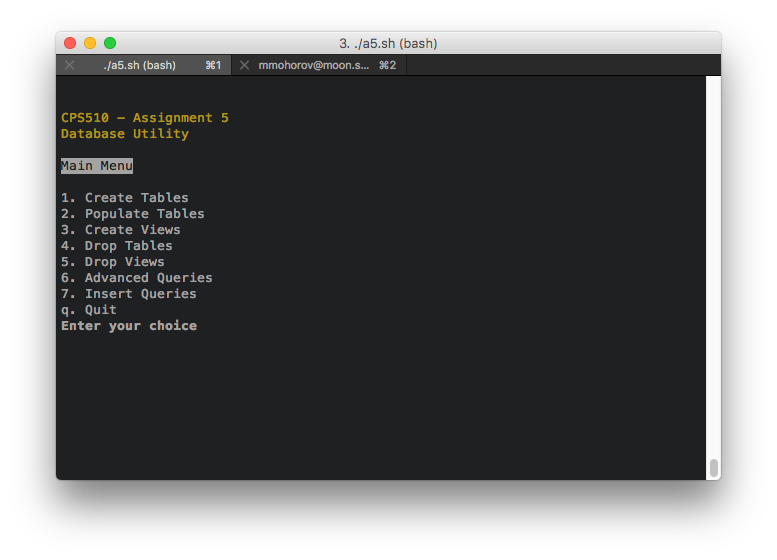 3. ./a5.sh (bash)
./a5.sh (bash) ⌘1
mmohorov@moon.s... ⌘2
CPS510 – Assignment 5
Database Utility
Main Menu
1. Create Tables
2. Populate Tables
3. Create Views
4. Drop Tables
5. Drop Views
6. Advanced Queries
7. Insert Queries
q. Quit
Enter your choice